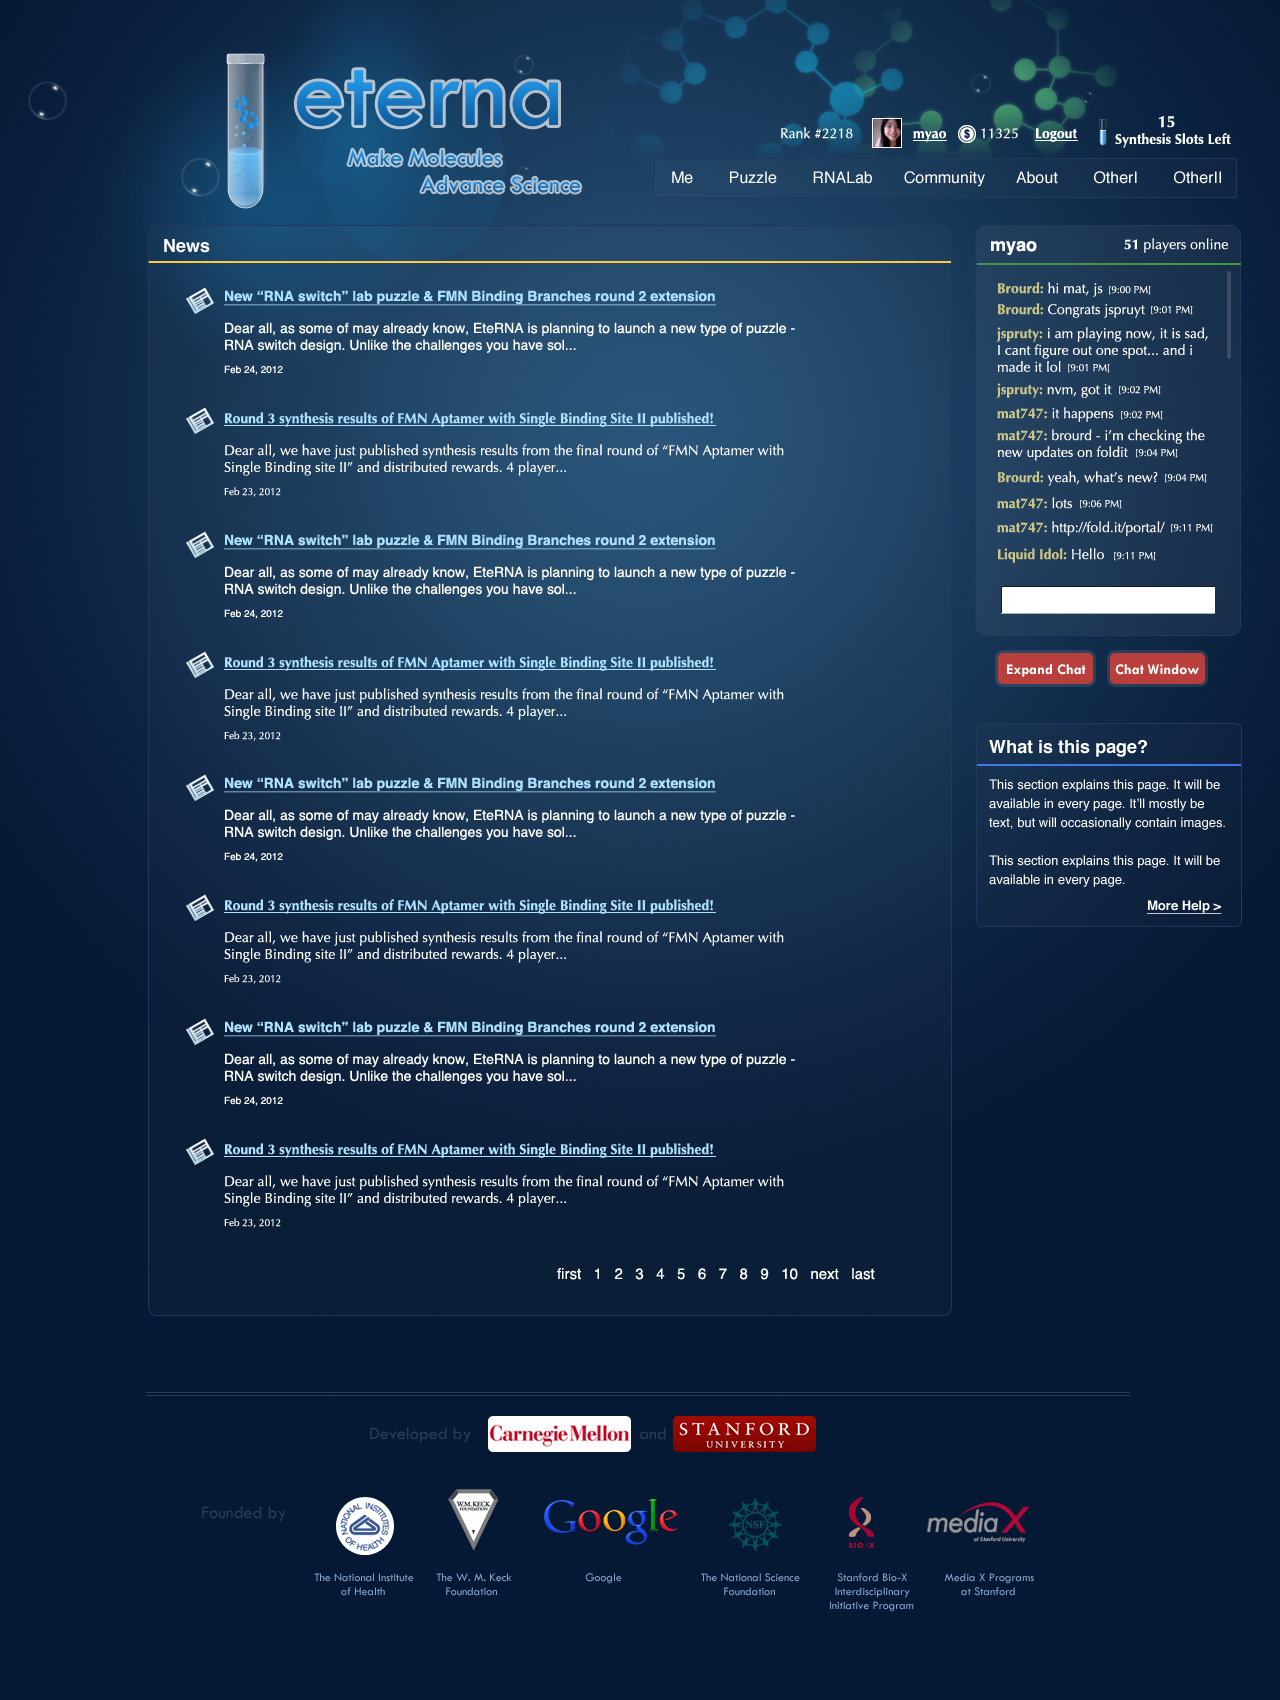 eterna
Make Molecules
Advance Science
Rank #2218
myao
$ 11325
Logout
15
Synthesis Slots Left
Me Puzzle RNALab Community About OtherI OtherII
News
New “RNA switch” lab puzzle & FMN Binding Branches round 2 extension
Dear all, as some of may already know, EteRNA is planning to launch a new type of puzzle -
RNA switch design. Unlike the challenges you have sol...
Feb 24, 2012
Round 3 synthesis results of FMN Aptamer with Single Binding Site II published!
Dear all, we have just published synthesis results from the final round of “FMN Aptamer with
Single Binding site II” and distributed rewards. 4 player...
Feb 23, 2012
New “RNA switch” lab puzzle & FMN Binding Branches round 2 extension
Dear all, as some of may already know, EteRNA is planning to launch a new type of puzzle -
RNA switch design. Unlike the challenges you have sol...
Feb 24, 2012
Round 3 synthesis results of FMN Aptamer with Single Binding Site II published!
Dear all, we have just published synthesis results from the final round of “FMN Aptamer with
Single Binding site II” and distributed rewards. 4 player...
Feb 23, 2012
New “RNA switch” lab puzzle & FMN Binding Branches round 2 extension
Dear all, as some of may already know, EteRNA is planning to launch a new type of puzzle -
RNA switch design. Unlike the challenges you have sol...
Feb 24, 2012
Round 3 synthesis results of FMN Aptamer with Single Binding Site II published!
Dear all, we have just published synthesis results from the final round of “FMN Aptamer with
Single Binding site II” and distributed rewards. 4 player...
Feb 23, 2012
New “RNA switch” lab puzzle & FMN Binding Branches round 2 extension
Dear all, as some of may already know, EteRNA is planning to launch a new type of puzzle -
RNA switch design. Unlike the challenges you have sol...
Feb 24, 2012
Round 3 synthesis results of FMN Aptamer with Single Binding Site II published!
Dear all, we have just published synthesis results from the final round of “FMN Aptamer with
Single Binding site II” and distributed rewards. 4 player...
Feb 23, 2012
first 1 2 3 4 5 6 7 8 9 10 next last
myao 51 players online
Brourd: hi mat, js [9:00 PM]
Brourd: Congrats jspruyt [9:01 PM]
jspruty: i am playing now, it is sad,
I cant figure out one spot... and i
made it lol [9:01 PM]
jspruty: nvm, got it [9:02 PM]
mat747: it happens [9:02 PM]
mat747: brourd - i’m checking the
new updates on foldit [9:04 PM]
Brourd: yeah, what’s new? [9:04 PM]
mat747: lots [9:06 PM]
mat747: http://fold.it/portal/ [9:11 PM]
Liquid Idol: Hello [9:11 PM]
Expand Chat Chat Window
What is this page?
This section explains this page. It will be
available in every page. It’ll mostly be
text, but will occasionally contain images.
This section explains this page. It will be
available in every page.
More Help >
Developed by Carnegie Mellon and STANFORD
UNIVERSITY
Founded by
NATIONAL INSTITUTES OF HEALTH
W.M. KECK
FOUNDATION
Google
NSF
BIO-X
media X
at Stanford University
The National Institute
of Health
The W. M. Keck
Foundation
Google
The National Science
Foundation
Stanford Bio-X
Interdisciplinary
Initiative Program
Media X Programs
at Stanford